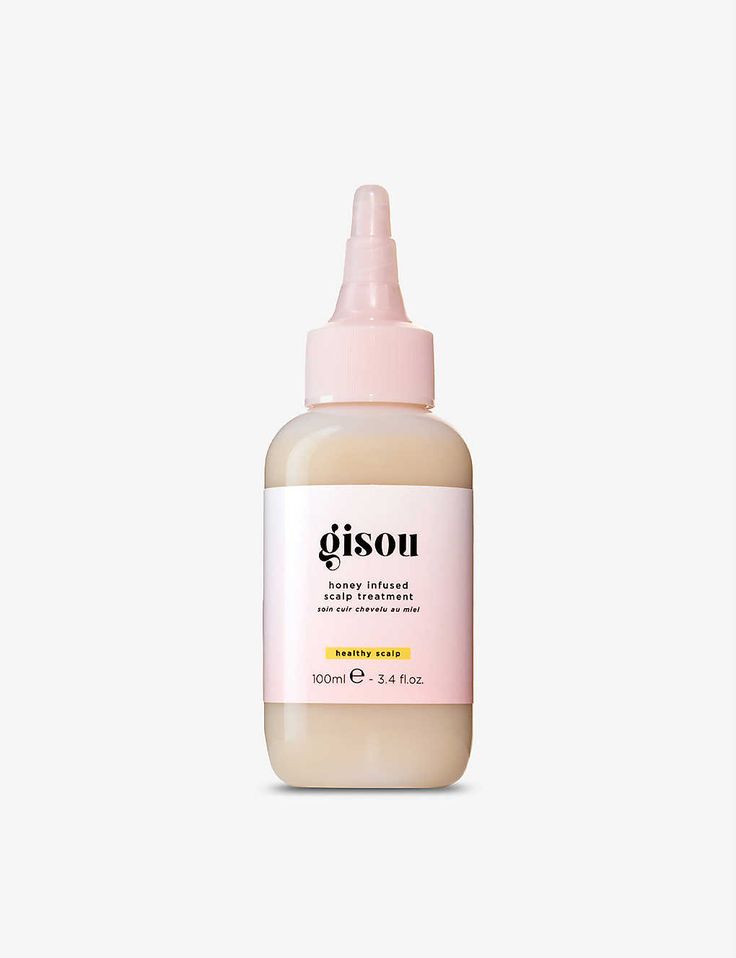 gisou
honey infused
scalp treatment
soin cuir chevelu au miel
healthy scalp
100ml ℮ - 3.4 fl.oz.